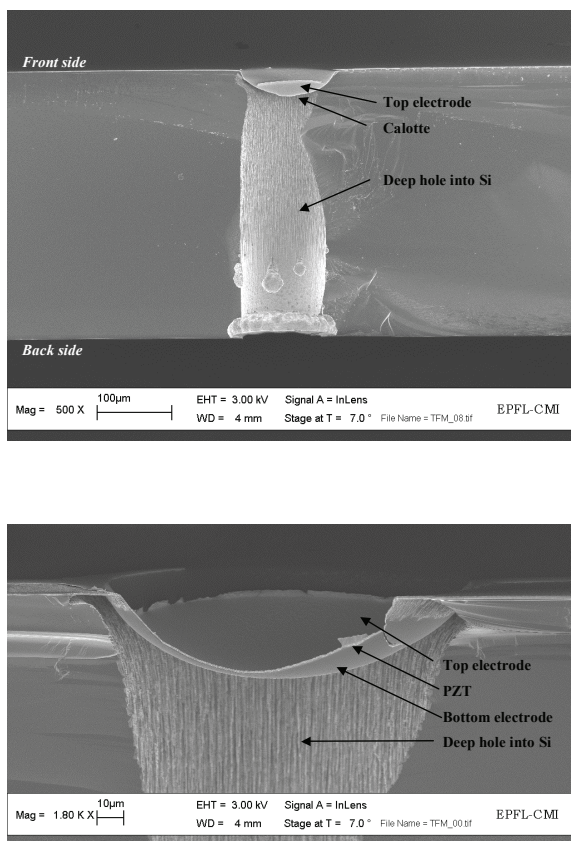 Front side
Top electrode
Calotte
Deep hole into Si
Back side
Mag = 500 X 100µm EHT = 3.00 kV Signal A = InLens EPFL-CMI
WD = 4 mm Stage at T = 7.0 ° File Name = TFM_08.tif
Top electrode
PZT
Bottom electrode
Deep hole into Si
Mag = 1.80 K X 10µm EHT = 3.00 kV Signal A = InLens EPFL-CMI
WD = 4 mm Stage at T = 7.0 ° File Name = TFM_00.tif